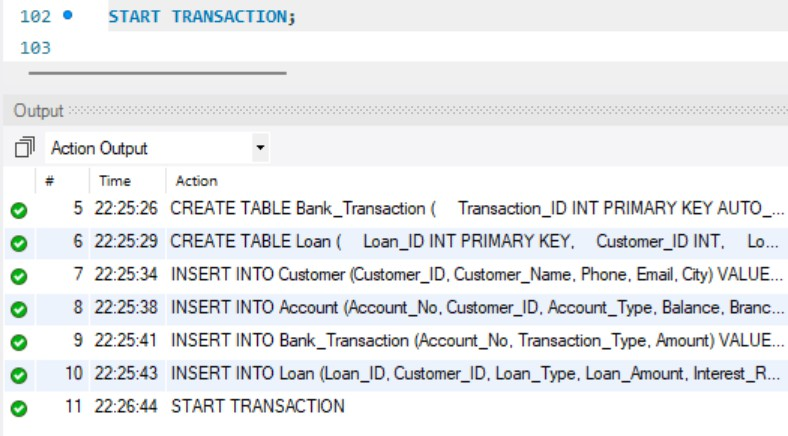 102 START TRANSACTION;
103
Output
Action Output
# Time Action
5 22:25:26 CREATE TABLE Bank_Transaction ( Transaction_ID INT PRIMARY KEY AUTO_...
6 22:25:29 CREATE TABLE Loan ( Loan_ID INT PRIMARY KEY, Customer_ID INT, Lo...
7 22:25:34 INSERT INTO Customer (Customer_ID, Customer_Name, Phone, Email, City) VALUE...
8 22:25:38 INSERT INTO Account (Account_No, Customer_ID, Account_Type, Balance, Branc...
9 22:25:41 INSERT INTO Bank_Transaction (Account_No, Transaction_Type, Amount) VALUE...
10 22:25:43 INSERT INTO Loan (Loan_ID, Customer_ID, Loan_Type, Loan_Amount, Interest_R...
11 22:26:44 START TRANSACTION